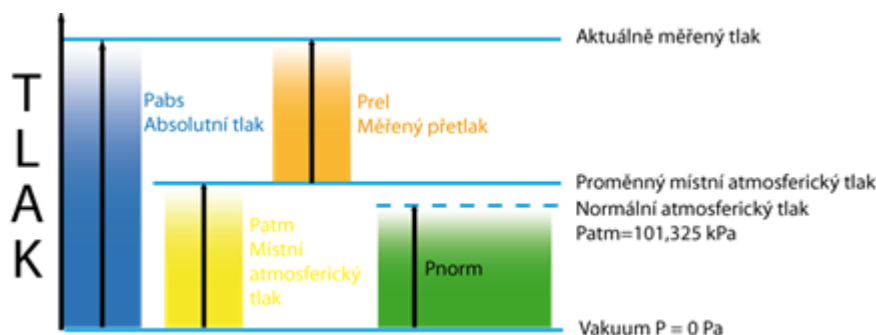 TLAK
Aktuálně měřený tlak
Pabs
Absolutní tlak
Prel
Měřený přetlak
Proměnný místní atmosferický tlak
Normální atmosferický tlak
Patm=101,325 kPa
Patm
Místní
atmosferický
tlak
Pnorm
Vakuum P = 0 Pa